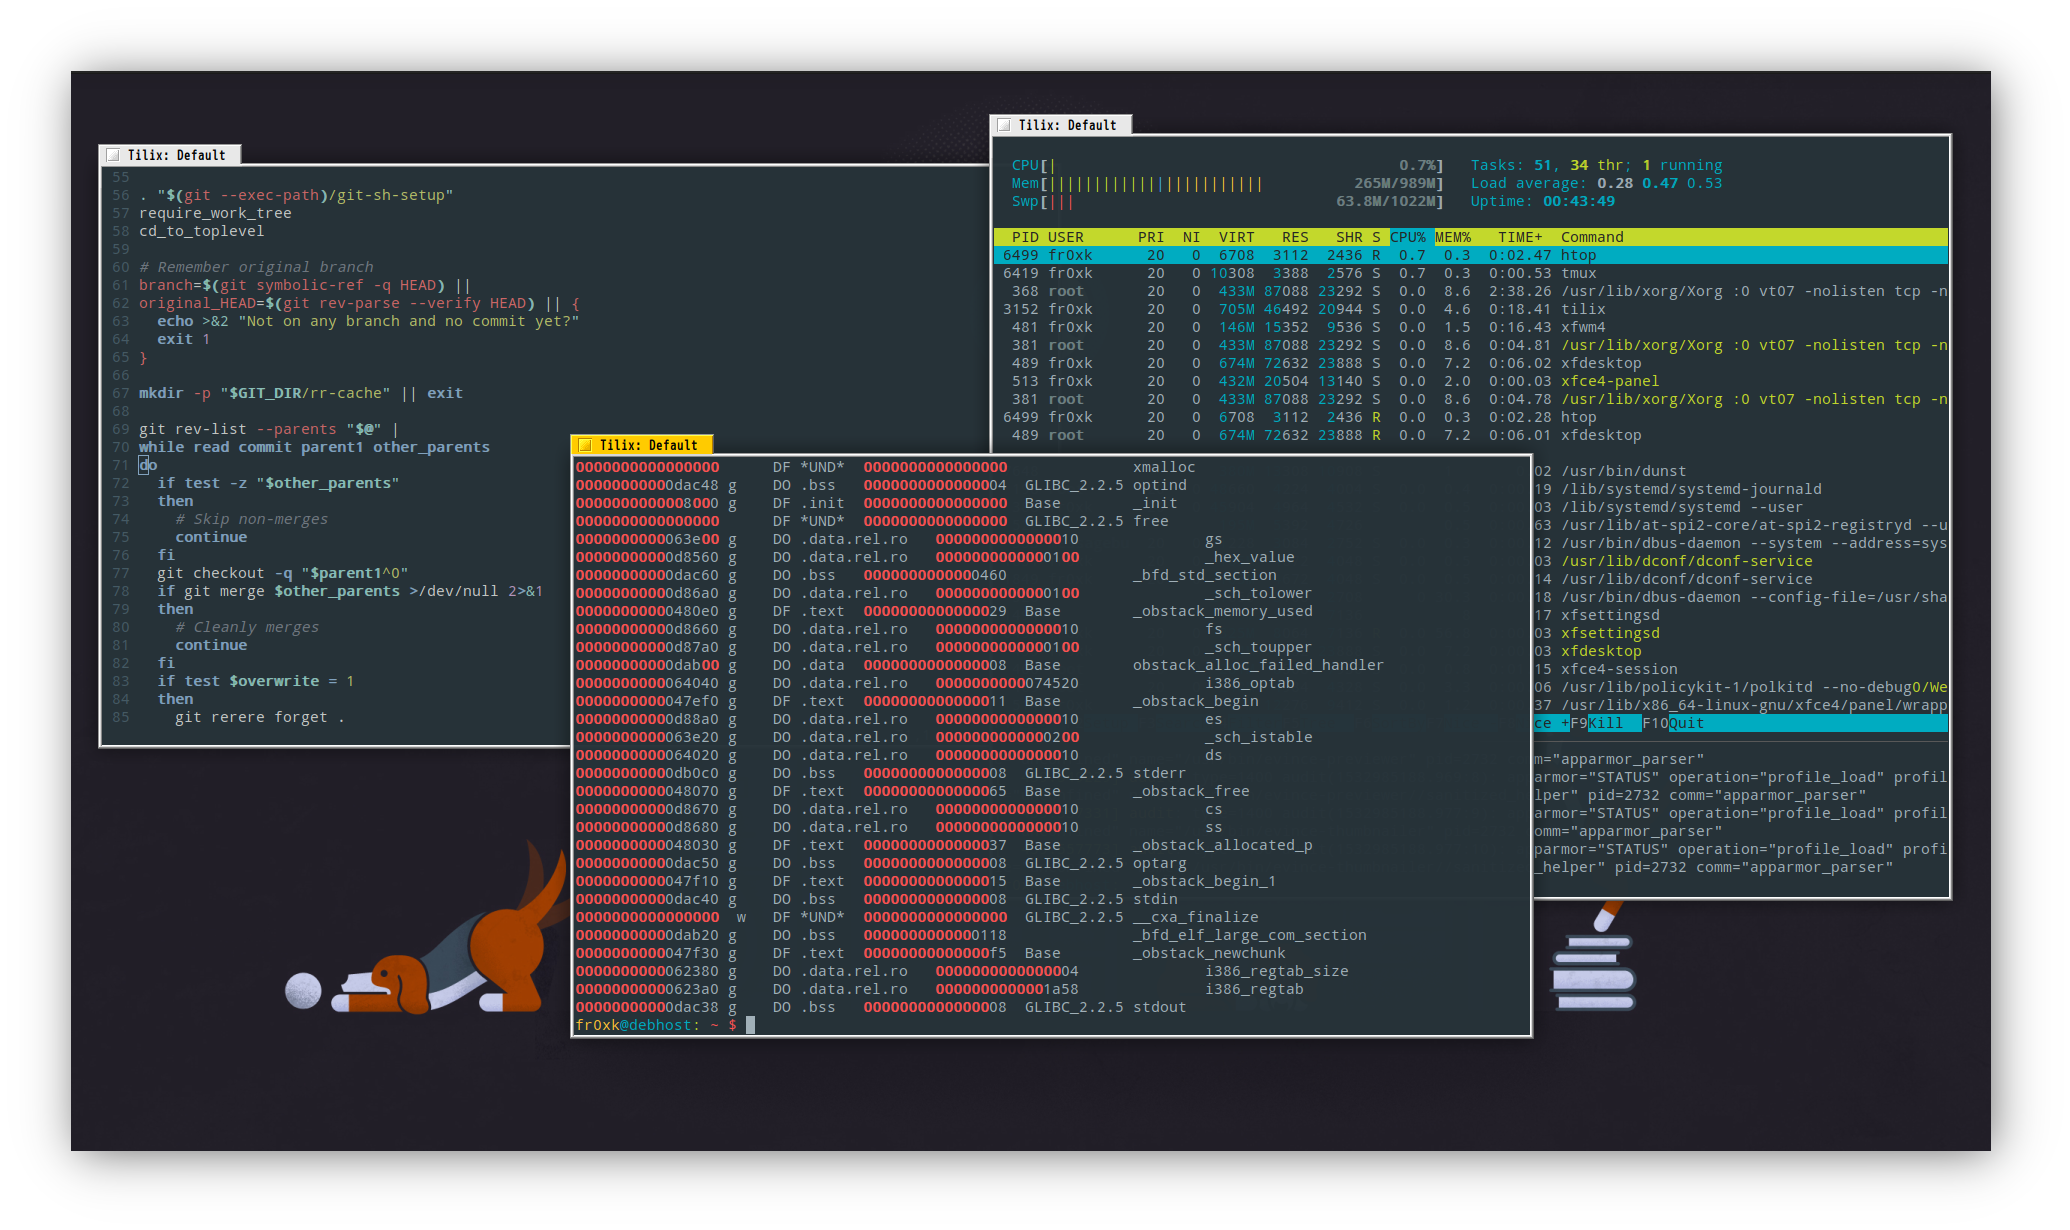 Tilix: Default
55
56 . "$(git --exec-path)/git-sh-setup"
57 require_work_tree
58 cd_to_toplevel
59
60 # Remember original branch
61 branch=$(git symbolic-ref -q HEAD) ||
62 original_HEAD=$(git rev-parse --verify HEAD) || {
63   echo >&2 "Not on any branch and no commit yet?"
64   exit 1
65 }
66
67 mkdir -p "$GIT_DIR/rr-cache" || exit
68
69 git rev-list --parents "$@" |
70 while read commit parent1 other_parents
71 do
72   if test -z "$other_parents"
73   then
74     # Skip non-merges
75     continue
76   fi
77   git checkout -q "$parent1^0"
78   if git merge $other_parents >/dev/null 2>&1
79   then
80     # Cleanly merges
81     continue
82   fi
83   if test $overwrite = 1
84   then
85     git rerere forget .
Tilix: Default
CPU[| 0.7%] Tasks: 51, 34 thr; 1 running
Mem[|||||||||||||||||||||||| 265M/989M] Load average: 0.28 0.47 0.53
Swp[||| 63.8M/1022M] Uptime: 00:43:49
PID USER PRI NI VIRT RES SHR S CPU% MEM% TIME+ Command
6499 fr0xk 20 0 6708 3112 2436 R 0.7 0.3 0:02.47 htop
6419 fr0xk 20 0 10308 3388 2576 S 0.7 0.3 0:00.53 tmux
368 root 20 0 433M 87088 23292 S 0.0 8.6 2:38.26 /usr/lib/xorg/Xorg :0 vt07 -nolisten tcp -n
3152 fr0xk 20 0 705M 46492 20944 S 0.0 4.6 0:18.41 tilix
481 fr0xk 20 0 146M 15352 9536 S 0.0 1.5 0:16.43 xfwm4
381 root 20 0 433M 87088 23292 S 0.0 8.6 0:04.81 /usr/lib/xorg/Xorg :0 vt07 -nolisten tcp -n
489 fr0xk 20 0 674M 72632 23888 S 0.0 7.2 0:06.02 xfdesktop
513 fr0xk 20 0 432M 20504 13140 S 0.0 2.0 0:00.03 xfce4-panel
381 root 20 0 433M 87088 23292 S 0.0 8.6 0:04.78 /usr/lib/xorg/Xorg :0 vt07 -nolisten tcp -n
6499 fr0xk 20 0 6708 3112 2436 R 0.0 0.3 0:02.28 htop
489 root 20 0 674M 72632 23888 S 0.0 7.2 0:06.01 xfdesktop
02 /usr/bin/dunst
19 /lib/systemd/systemd-journald
03 /lib/systemd/systemd --user
63 /usr/lib/at-spi2-core/at-spi2-registryd --u
12 /usr/bin/dbus-daemon --system --address=sys
03 /usr/lib/dconf/dconf-service
14 /usr/lib/dconf/dconf-service
18 /usr/bin/dbus-daemon --config-file=/usr/sha
17 xfsettingsd
03 xfsettingsd
03 xfdesktop
15 xfce4-session
06 /usr/lib/policykit-1/polkitd --no-debug0/We
37 /usr/lib/x86_64-linux-gnu/xfce4/panel/wrapp
ce +F9Kill F10Quit
m="apparmor_parser"
armor="STATUS" operation="profile_load" profil
lper" pid=2732 comm="apparmor_parser"
armor="STATUS" operation="profile_load" profil
omm="apparmor_parser"
parmor="STATUS" operation="profile_load" profi
_helper" pid=2732 comm="apparmor_parser"
Tilix: Default
0000000000000000      DF *UND*  0000000000000000              xmalloc
00000000000dac48 g    DO .bss   0000000000000004  GLIBC_2.2.5 optind
0000000000008000 g    DF .init  0000000000000000  Base        _init
0000000000000000      DF *UND*  0000000000000000  GLIBC_2.2.5 free
0000000000063e00 g    DO .data.rel.ro   0000000000000010              gs
00000000000d8560 g    DO .data.rel.ro   0000000000000100              _hex_value
00000000000dac60 g    DO .bss   0000000000000460              _bfd_std_section
00000000000d86a0 g    DO .data.rel.ro   0000000000000100              _sch_tolower
00000000000480e0 g    DF .text  0000000000000029  Base        _obstack_memory_used
00000000000d8660 g    DO .data.rel.ro   0000000000000010              fs
00000000000d87a0 g    DO .data.rel.ro   0000000000000100              _sch_toupper
00000000000dab00 g    DO .data  0000000000000008  Base        obstack_alloc_failed_handler
0000000000064040 g    DO .data.rel.ro   0000000000074520              i386_optab
0000000000047ef0 g    DF .text  0000000000000011  Base        _obstack_begin
00000000000d88a0 g    DO .data.rel.ro   0000000000000010              es
0000000000063e20 g    DO .data.rel.ro   0000000000000200              _sch_istable
0000000000064020 g    DO .data.rel.ro   0000000000000010              ds
00000000000db0c0 g    DO .bss   0000000000000008  GLIBC_2.2.5 stderr
0000000000048070 g    DF .text  0000000000000065  Base        _obstack_free
00000000000d8670 g    DO .data.rel.ro   0000000000000010              cs
00000000000d8680 g    DO .data.rel.ro   0000000000000010              ss
0000000000048030 g    DF .text  0000000000000037  Base        _obstack_allocated_p
00000000000dac50 g    DO .bss   0000000000000008  GLIBC_2.2.5 optarg
0000000000047f10 g    DF .text  0000000000000015  Base        _obstack_begin_1
00000000000dac40 g    DO .bss   0000000000000008  GLIBC_2.2.5 stdin
0000000000000000  w   DF *UND*  0000000000000000  GLIBC_2.2.5 __cxa_finalize
00000000000dab20 g    DO .bss   0000000000000118              _bfd_elf_large_com_section
0000000000047f30 g    DF .text  00000000000000f5  Base        _obstack_newchunk
0000000000062380 g    DO .data.rel.ro   0000000000000004              i386_regtab_size
00000000000623a0 g    DO .data.rel.ro   0000000000001a58              i386_regtab
00000000000dac38 g    DO .bss   0000000000000008  GLIBC_2.2.5 stdout
fr0xk@debhost: ~ $